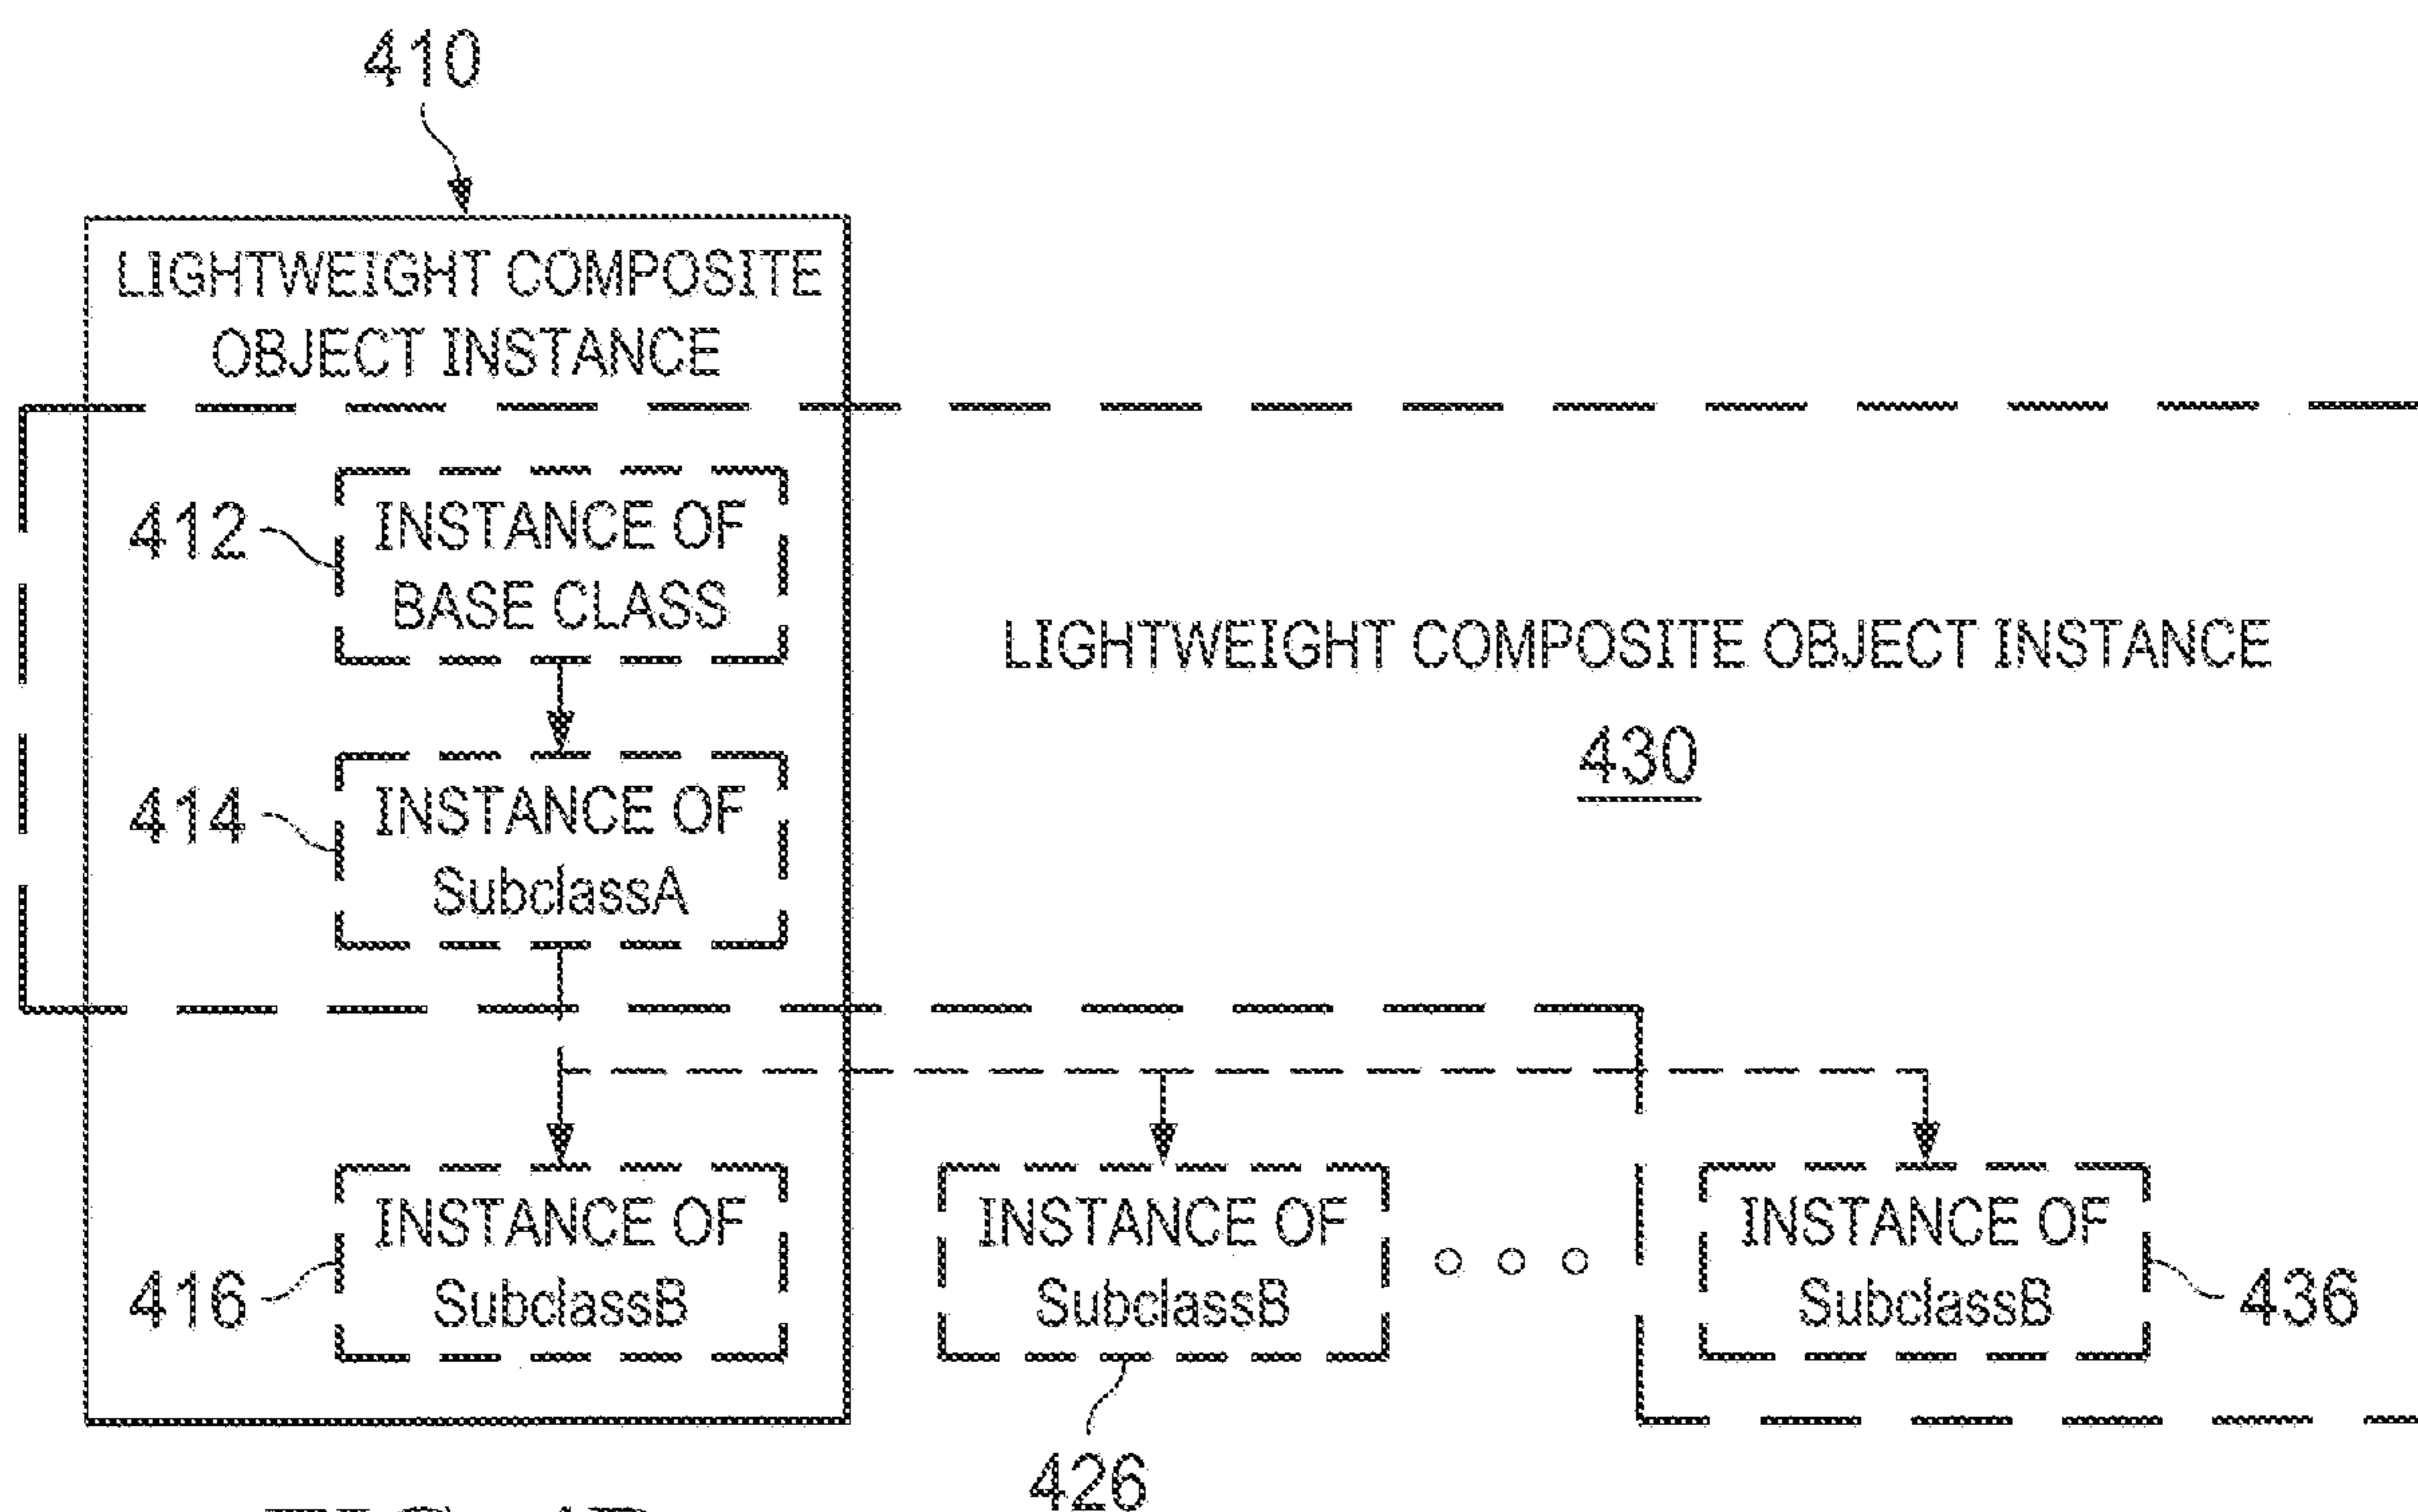 410
LIGHTWEIGHT COMPOSITE
OBJECT INSTANCE
412
INSTANCE OF
BASE CLASS
LIGHTWEIGHT COMPOSITE OBJECT INSTANCE
430
414
INSTANCE OF
SubclassA
416
INSTANCE OF
SubclassB
INSTANCE OF
SubclassB
INSTANCE OF
SubclassB
436
426